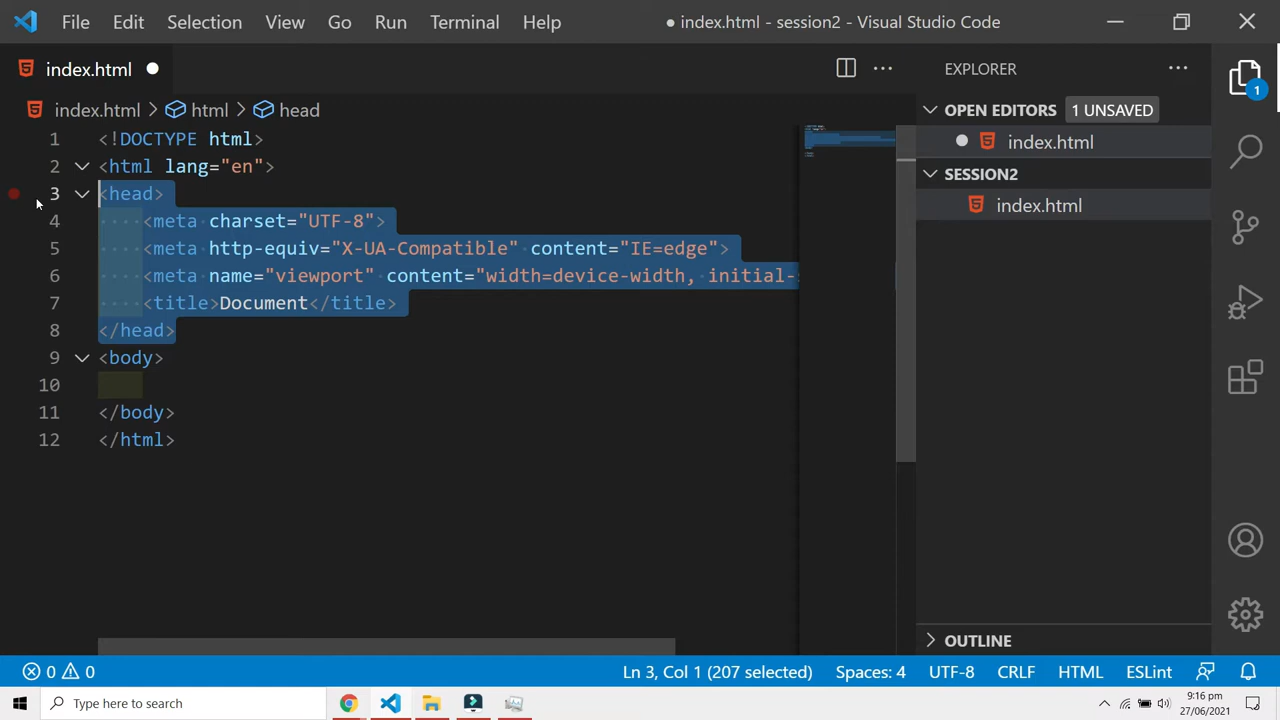 File Edit Selection View Go Run Terminal Help ● index.html - session2 - Visual Studio Code
index.html
index.html > html > head
1 <!DOCTYPE html>
2 <html lang="en">
3 <head>
4 <meta charset="UTF-8">
5 <meta http-equiv="X-UA-Compatible" content="IE=edge">
6 <meta name="viewport" content="width=device-width, initial-
7 <title>Document</title>
8 </head>
9 <body>
10
11 </body>
12 </html>
EXPLORER
OPEN EDITORS 1 UNSAVED
index.html
SESSION2
index.html
OUTLINE
1
0 0 Ln 3, Col 1 (207 selected) Spaces: 4 UTF-8 CRLF HTML ESLint
Type here to search
9:16 pm
27/06/2021